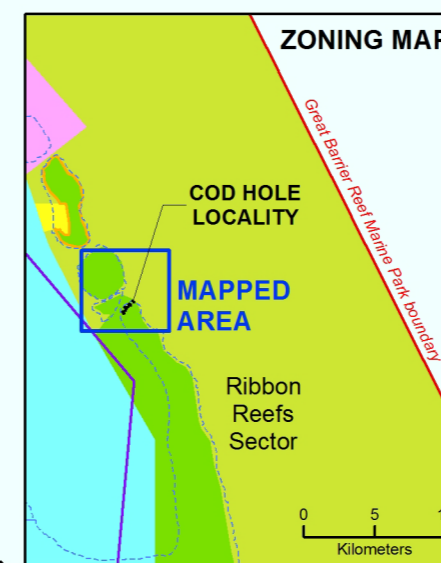 ZONING MAP
Great Barrier Reef Marine Park boundary
COD HOLE
LOCALITY
MAPPED
AREA
Ribbon
Reefs
Sector
0 5 1
Kilometers